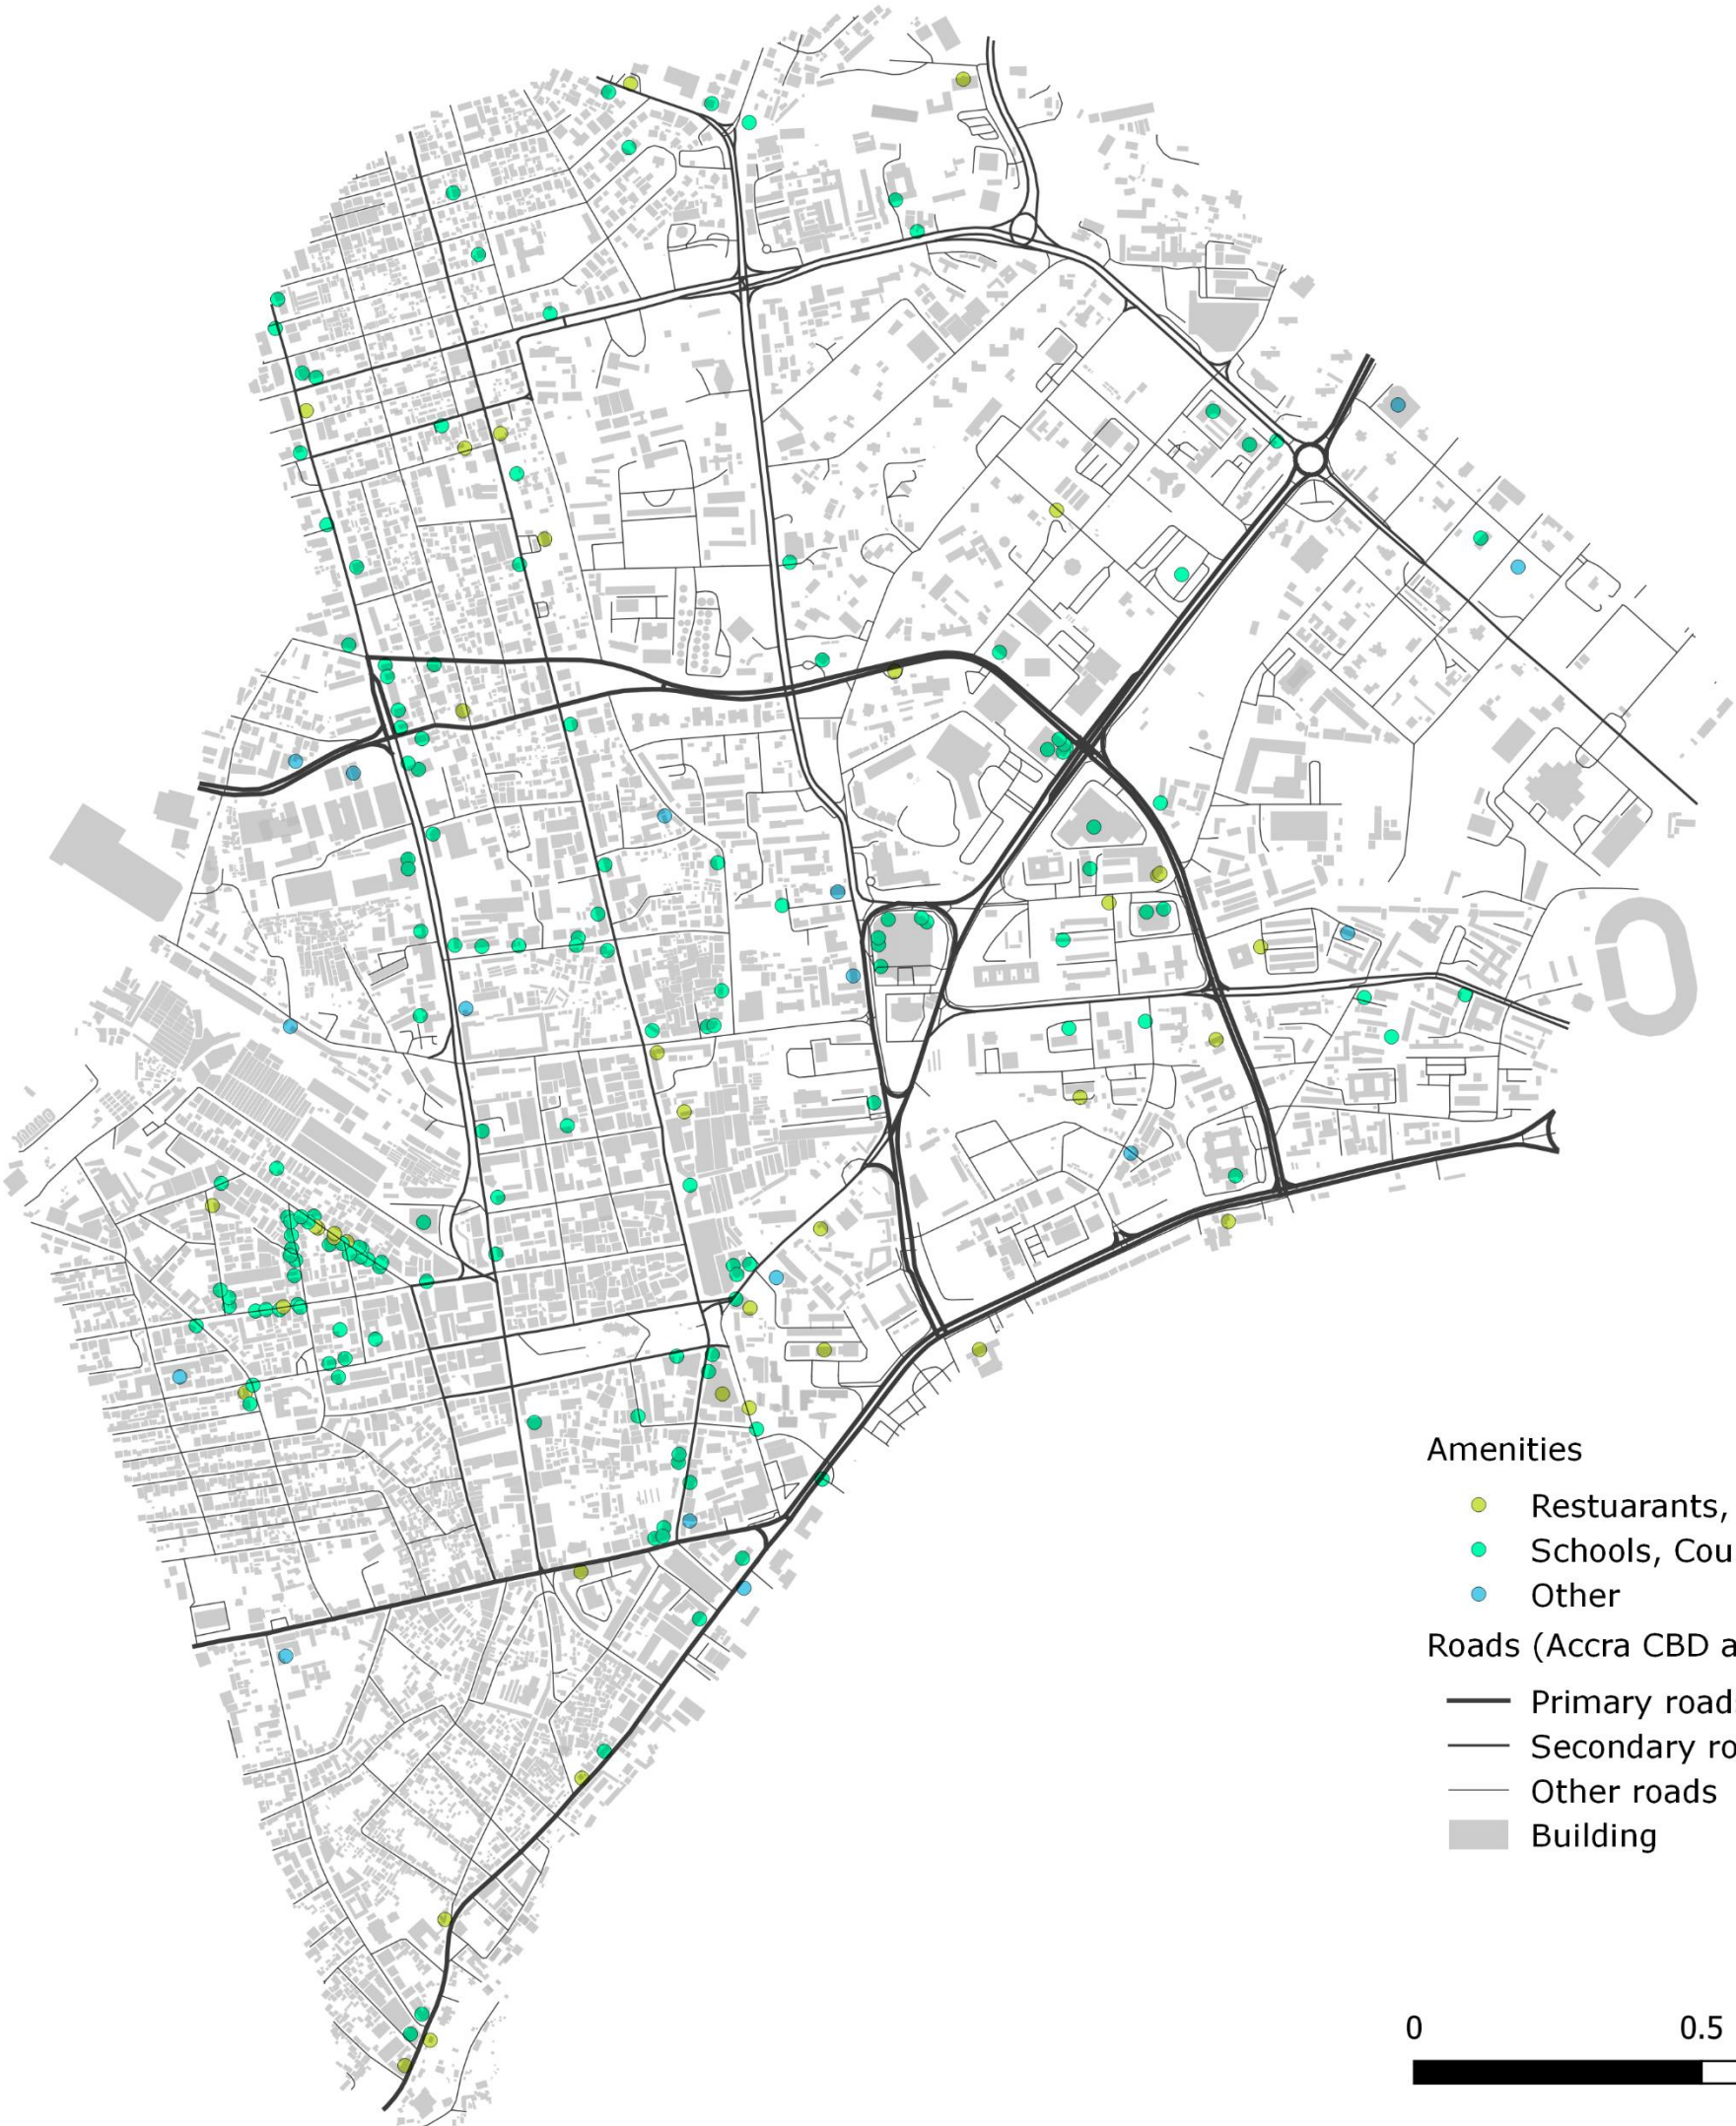 Amenities
Restuarants,
Schools, Cou
Other
Roads (Accra CBD a
Primary road
Secondary ro
Other roads
Building
0 0.5